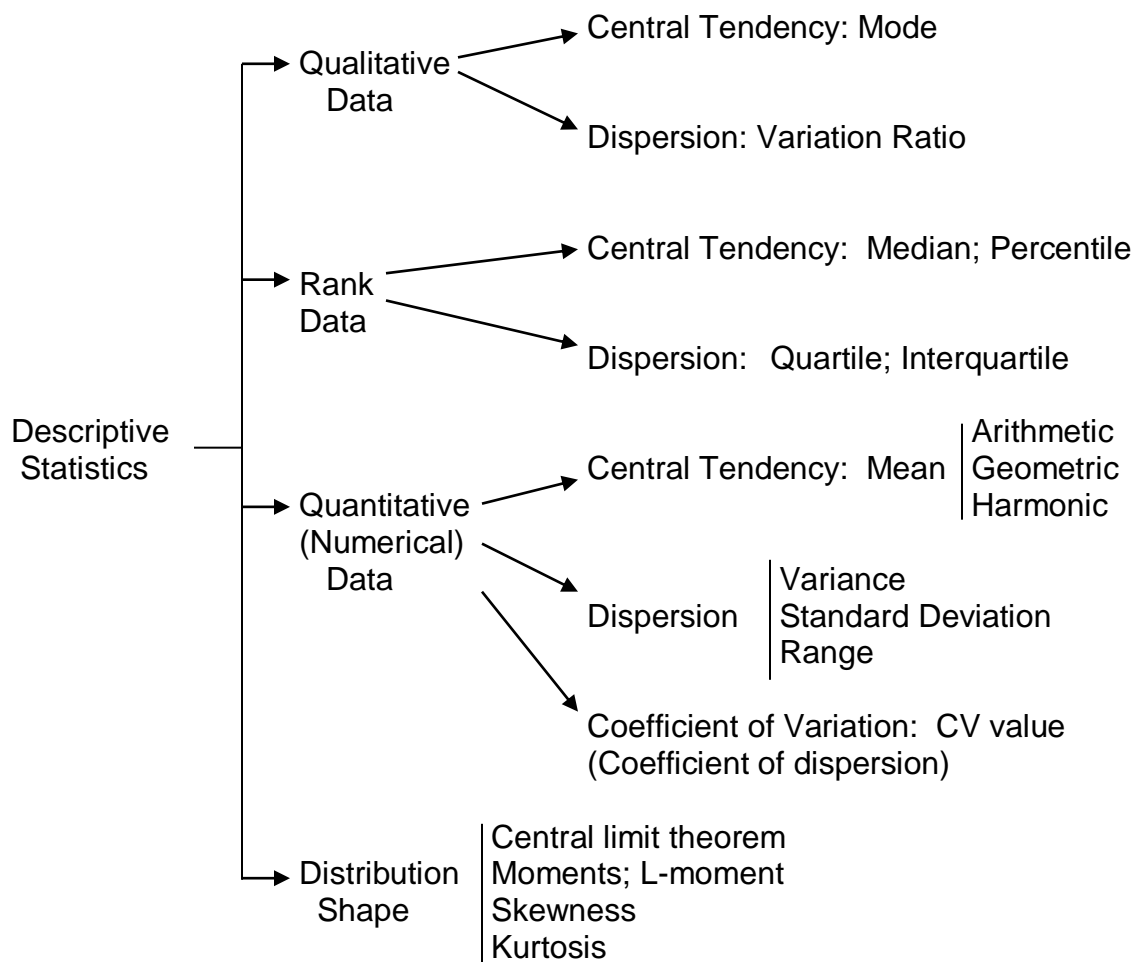 Central Tendency: Mode
Qualitative
Data
Dispersion: Variation Ratio
Central Tendency: Median; Percentile
Rank
Data
Dispersion: Quartile; Interquartile
Descriptive
Statistics
Central Tendency: Mean
Arithmetic
Geometric
Harmonic
Quantitative
(Numerical)
Data
Dispersion
Variance
Standard Deviation
Range
Coefficient of Variation: CV value
(Coefficient of dispersion)
Distribution
Shape
Central limit theorem
Moments; L-moment
Skewness
Kurtosis